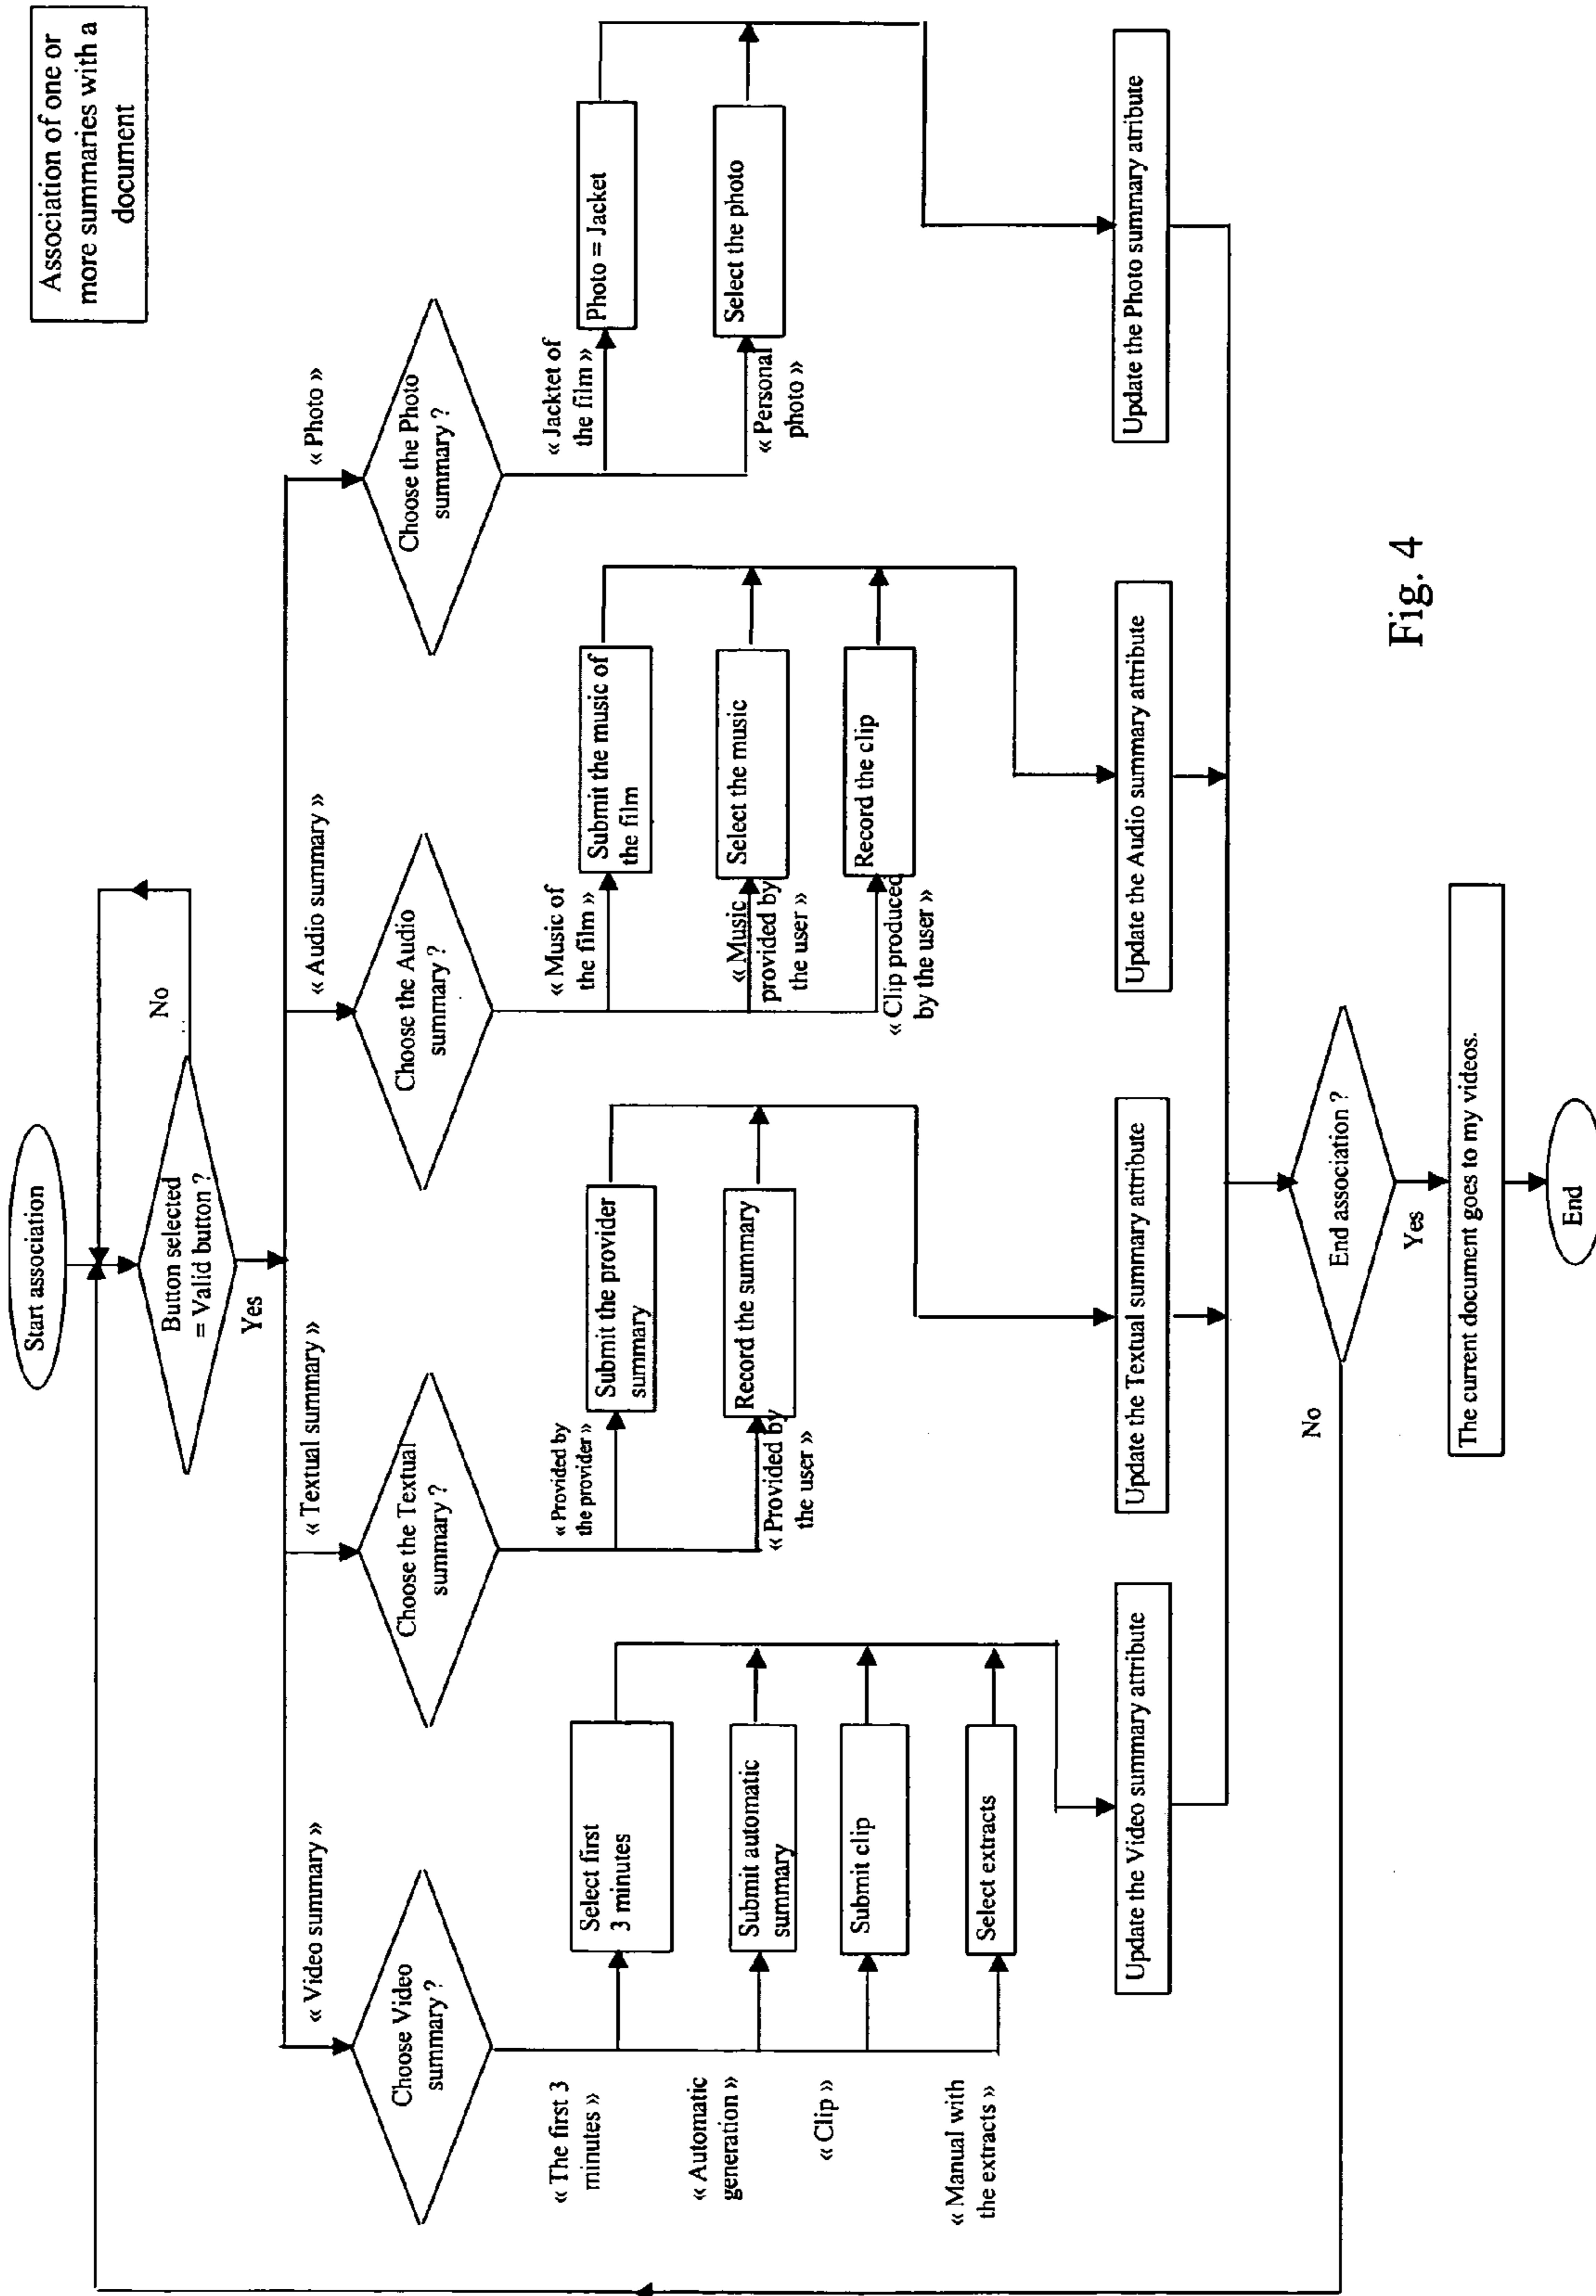 Association of one or
more summaries with a
document
Start association
Button selected
= Valid button ?
No
Yes
« Video summary »
« Textual summary »
« Audio summary »
« Photo »
Choose Video
summary ?
Choose the Textual
summary ?
Choose the Audio
summary ?
Choose the Photo
summary ?
« The first 3
minutes »
Select first
3 minutes
« Automatic
generation »
Submit automatic
summary
« Clip »
Submit clip
« Manual with
the extracts »
Select extracts
« Provided by
the provider »
Submit the provider
summary
« Provided by
the user »
Record the summary
« Music of
the film »
Submit the music of
the film
« Music
provided by
the user »
Select the music
« Clip produced
by the user »
Record the clip
« Jacktet of
the film »
Photo = Jacket
« Personal
photo »
Select the photo
Update the Video summary attribute
Update the Textual summary attribute
Update the Audio summary attribute
Update the Photo summary atribute
End association ?
No
Yes
The current document goes to my videos.
End
Fig. 4